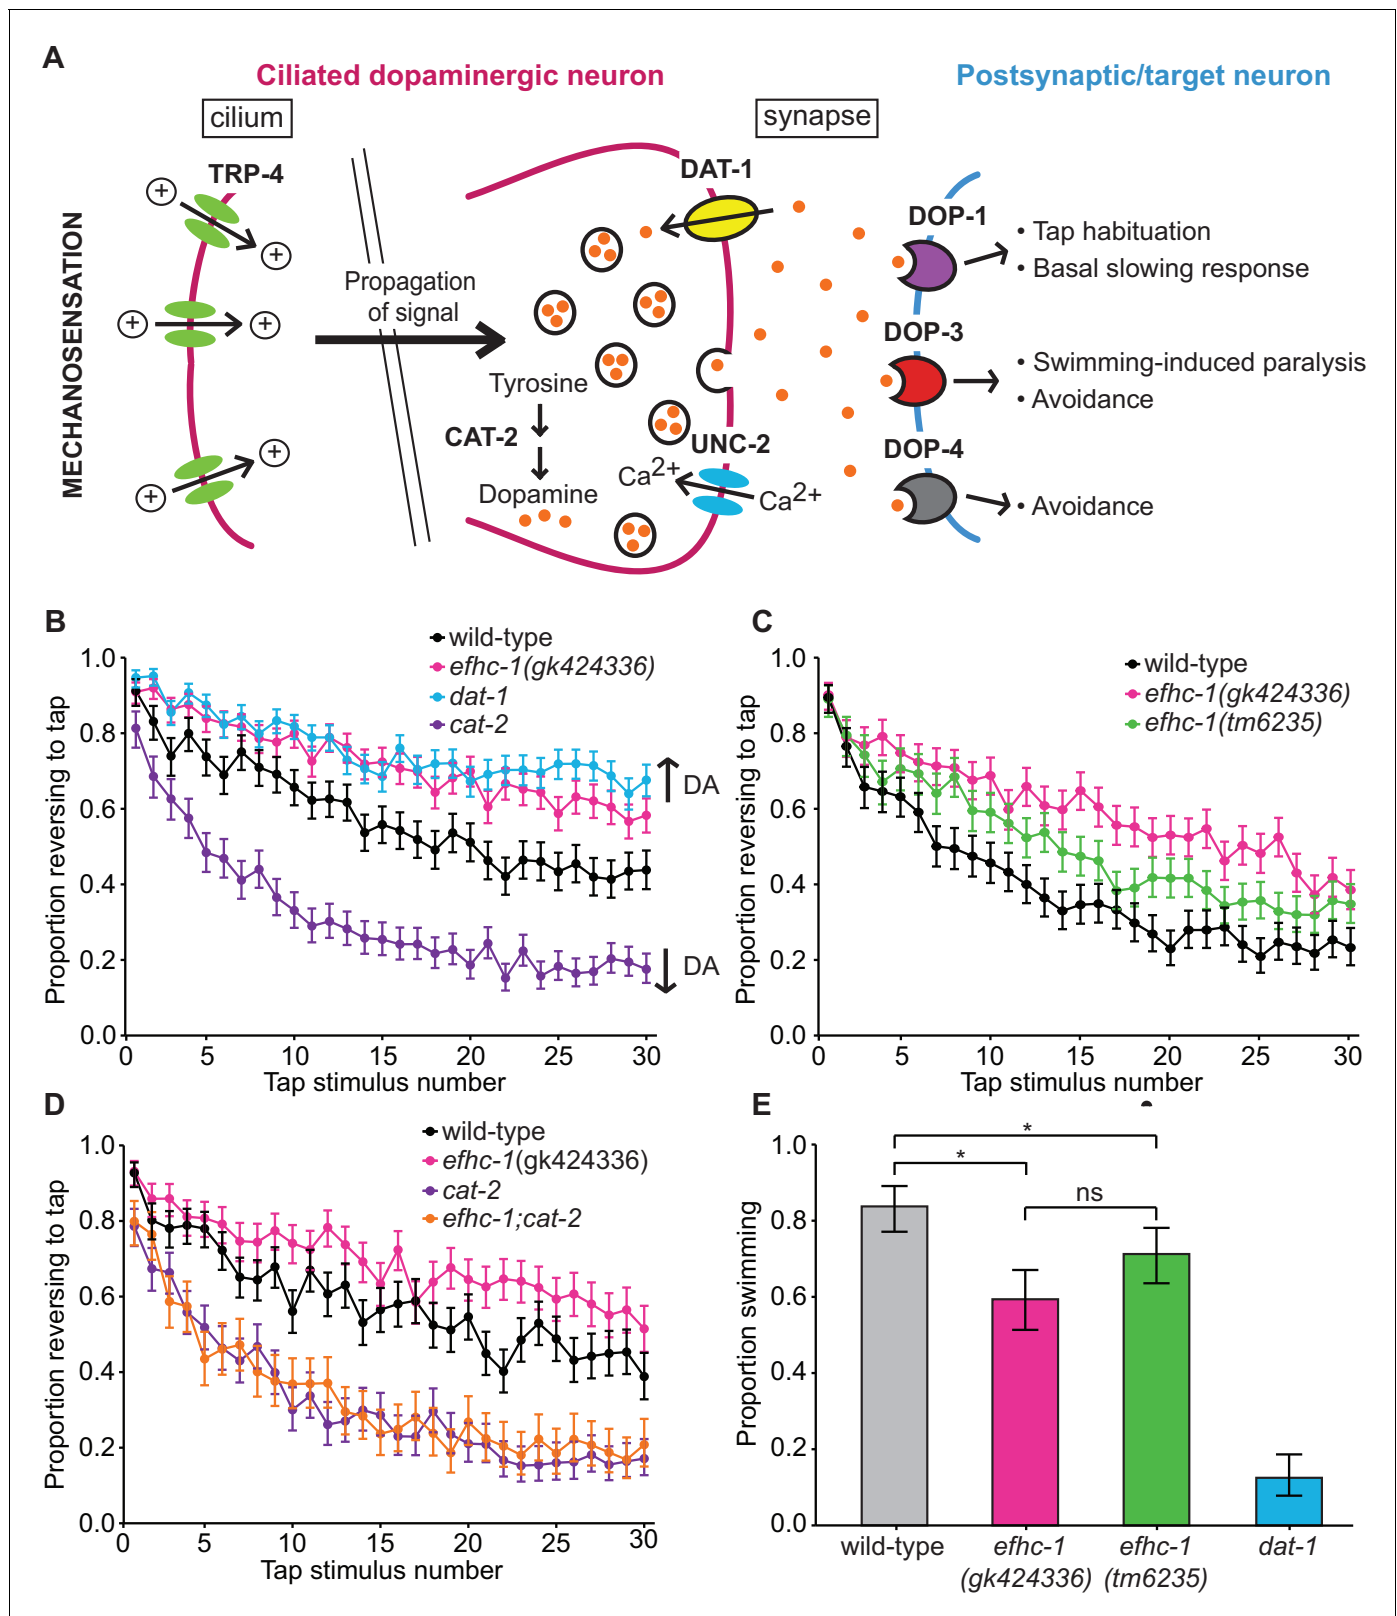 A
Ciliated dopaminergic neuron
Postsynaptic/target neuron
cilium
synapse
MECHANOSENSATION
TRP-4
DAT-1
DOP-1
+
+
+
+
+
+
Propagation
of signal
• Tap habituation
• Basal slowing response
DOP-3
• Swimming-induced paralysis
• Avoidance
Tyrosine
CAT-2
UNC-2
DOP-4
Ca2+
Ca2+
Dopamine
• Avoidance
B
wild-type
efhc-1(gk424336)
dat-1
cat-2
Proportion reversing to tap
1.0
0.8
0.6
0.4
0.2
0.0
DA
DA
0 5 10 15 20 25 30
Tap stimulus number
C
wild-type
efhc-1(gk424336)
efhc-1(tm6235)
Proportion reversing to tap
1.0
0.8
0.6
0.4
0.2
0.0
0 5 10 15 20 25 30
Tap stimulus number
D
wild-type
efhc-1(gk424336)
cat-2
efhc-1;cat-2
Proportion reversing to tap
1.0
0.8
0.6
0.4
0.2
0.0
0 5 10 15 20 25 30
Tap stimulus number
E
*
*
ns
Proportion swimming
1.0
0.8
0.6
0.4
0.2
0.0
wild-type efhc-1 efhc-1 dat-1
(gk424336) (tm6235)